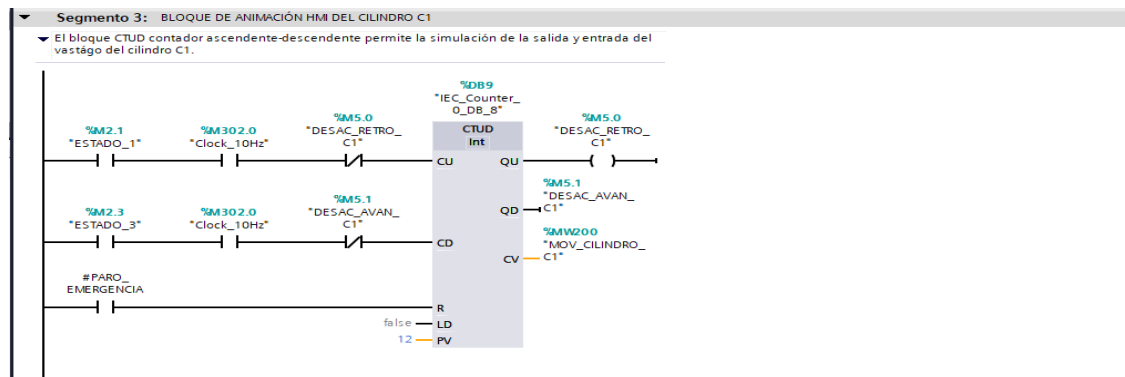 Segmento 3: BLOQUE DE ANIMACIÓN HMI DEL CILINDRO C1
El bloque CTUD contador ascendente-descendente permite la simulación de la salida y entrada del
vastágo del cilindro C1.
%DB9
"IEC_Counter_
0_DB_8"
%M2.1
"ESTADO_1"
%M302.0
"Clock_10Hz"
%M5.0
"DESAC_RETRO_
C1"
CTUD
Int
%M5.0
"DESAC_RETRO_
C1"
CU
QU
%M2.3
"ESTADO_3"
%M302.0
"Clock_10Hz"
%M5.1
"DESAC_AVAN_
C1"
QD
%M5.1
"DESAC_AVAN_
C1"
CD
CV
%MW200
"MOV_CILINDRO_
C1"
#PARO_
EMERGENCIA
R
false
LD
12
PV